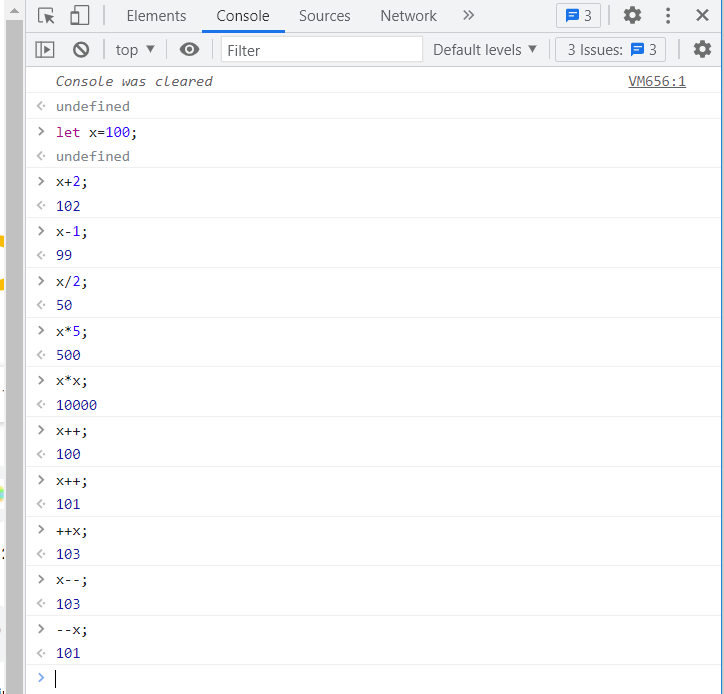 Elements Console Sources Network 3
top Filter Default levels 3 Issues: 3
Console was cleared VM656:1
undefined
let x=100;
undefined
x+2;
102
x-1;
99
x/2;
50
x*5;
500
x*x;
10000
x++;
100
x++;
101
++x;
103
x--;
103
--x;
101